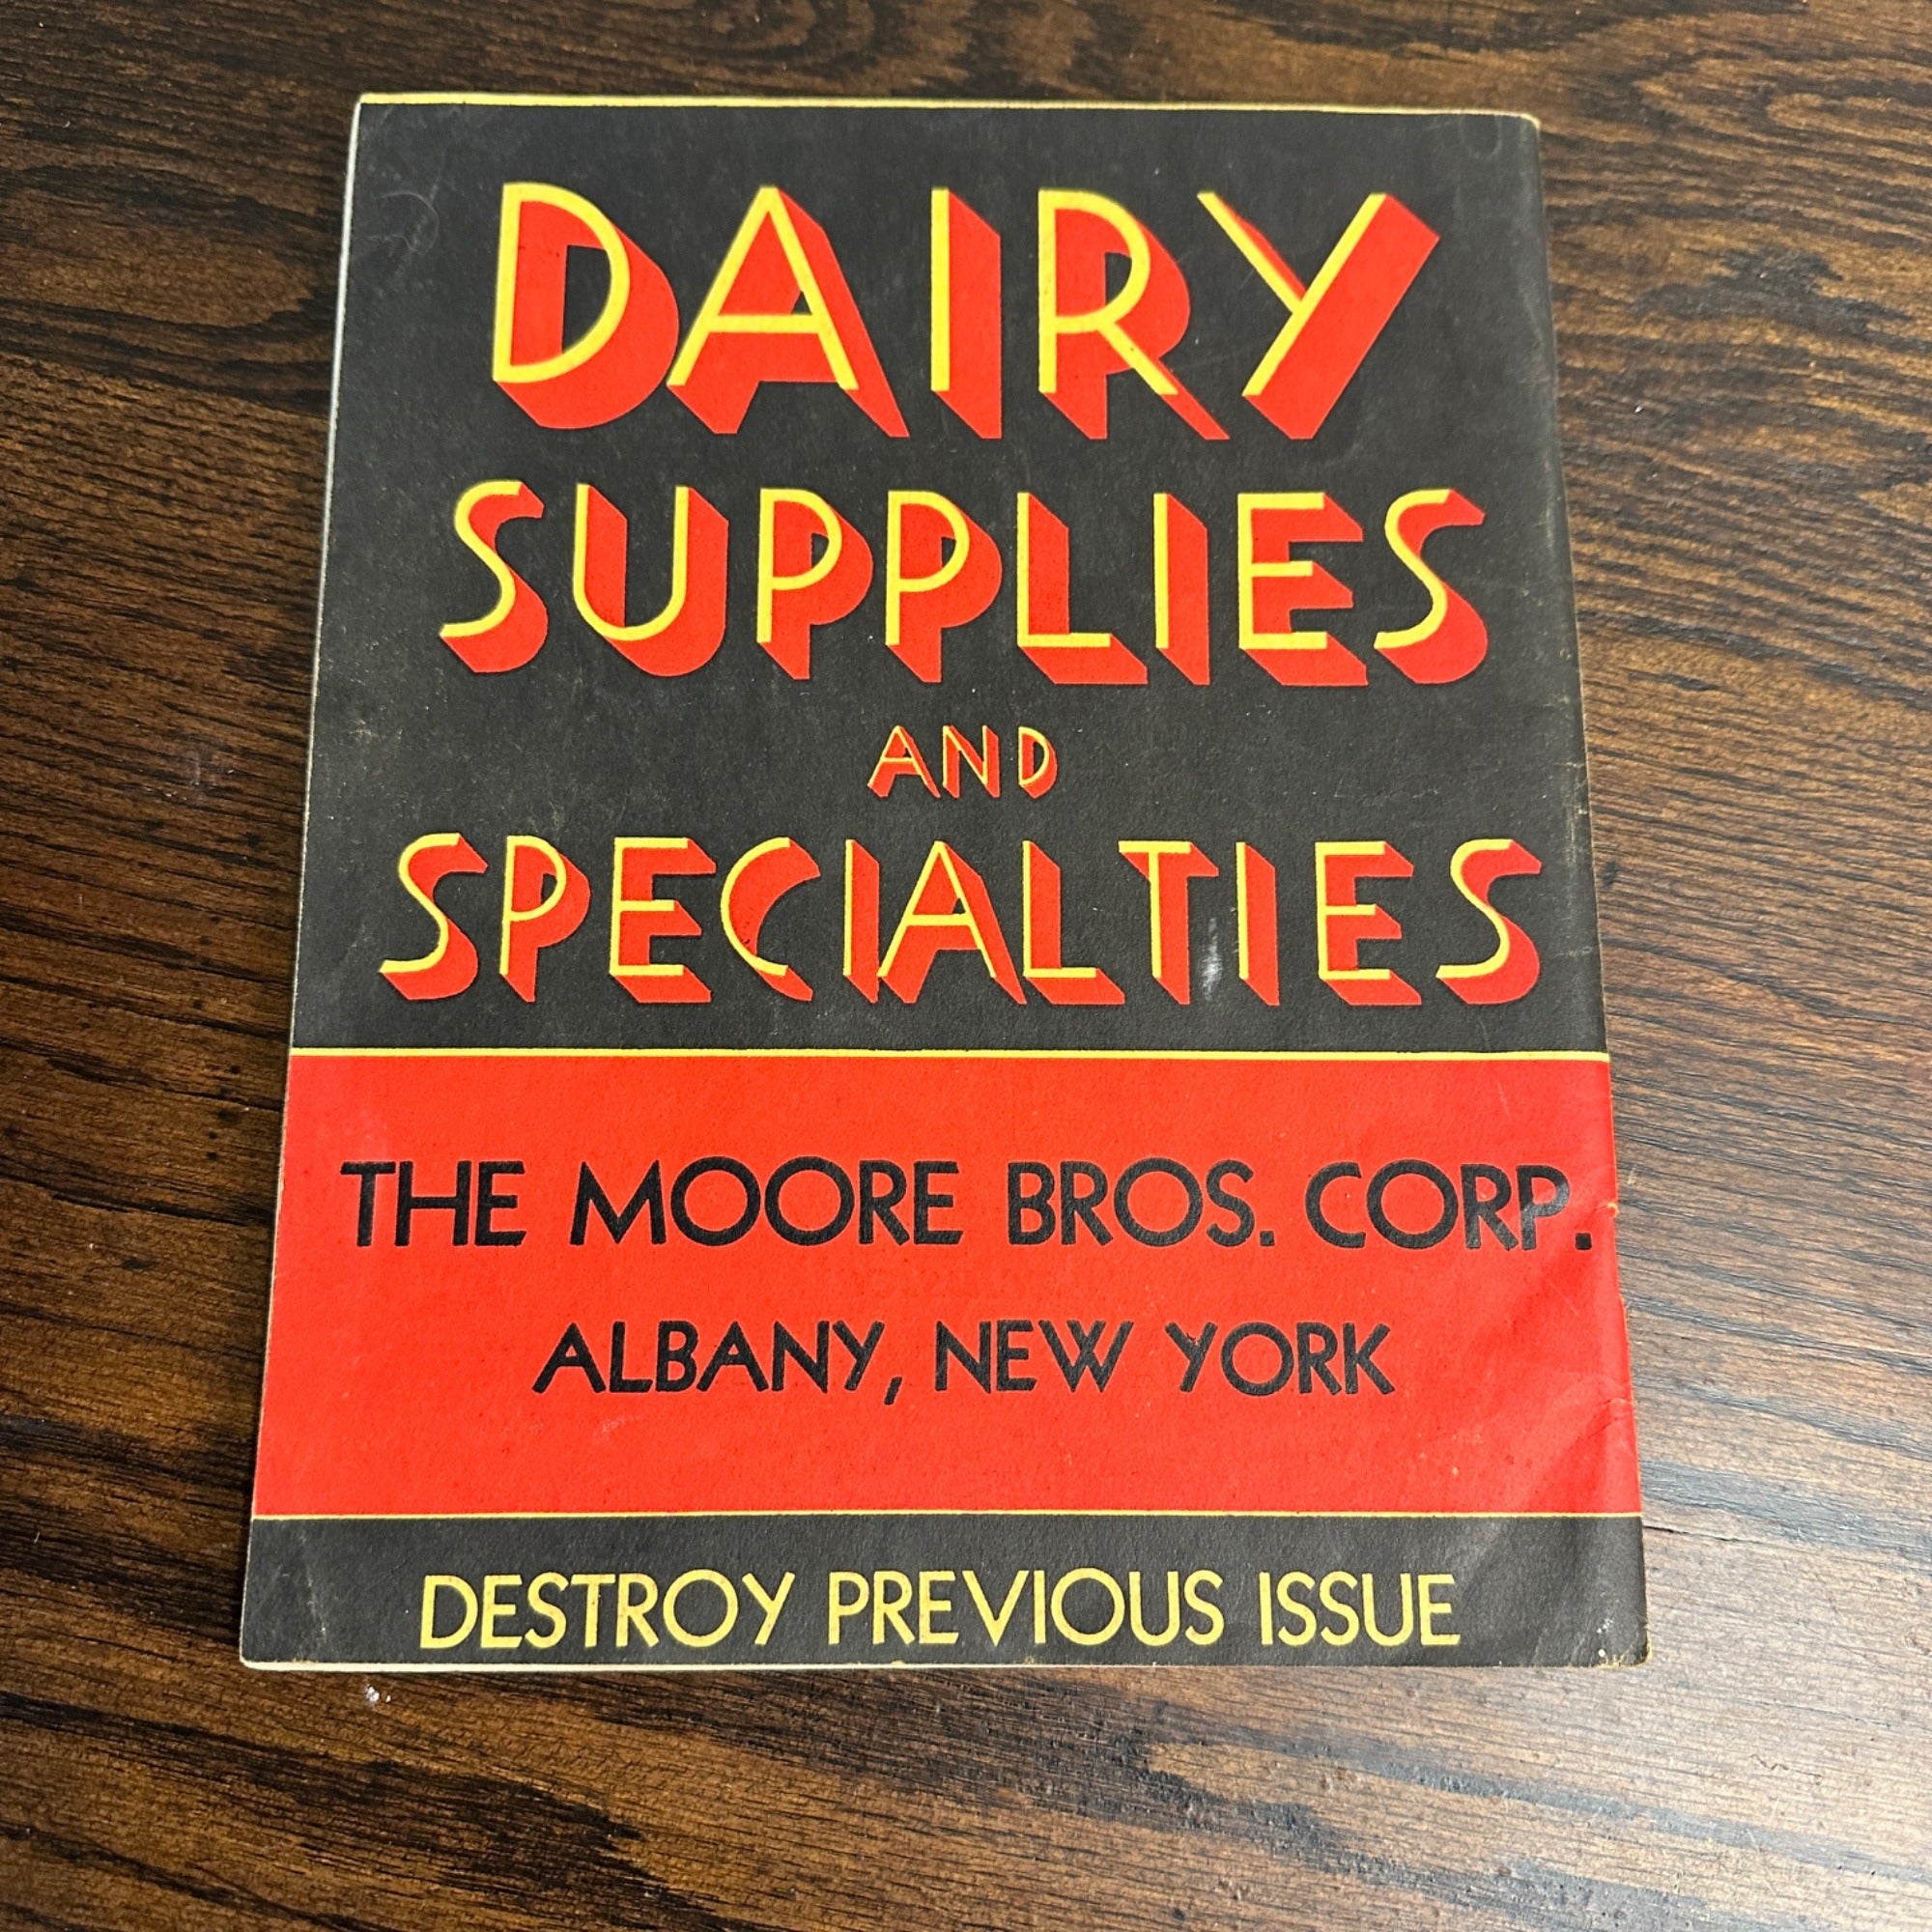 DAIRY
SUPPLIES
AND
SPECIALTIES
THE MOORE BROS. CORP.
ALBANY, NEW YORK
DESTROY PREVIOUS ISSUE